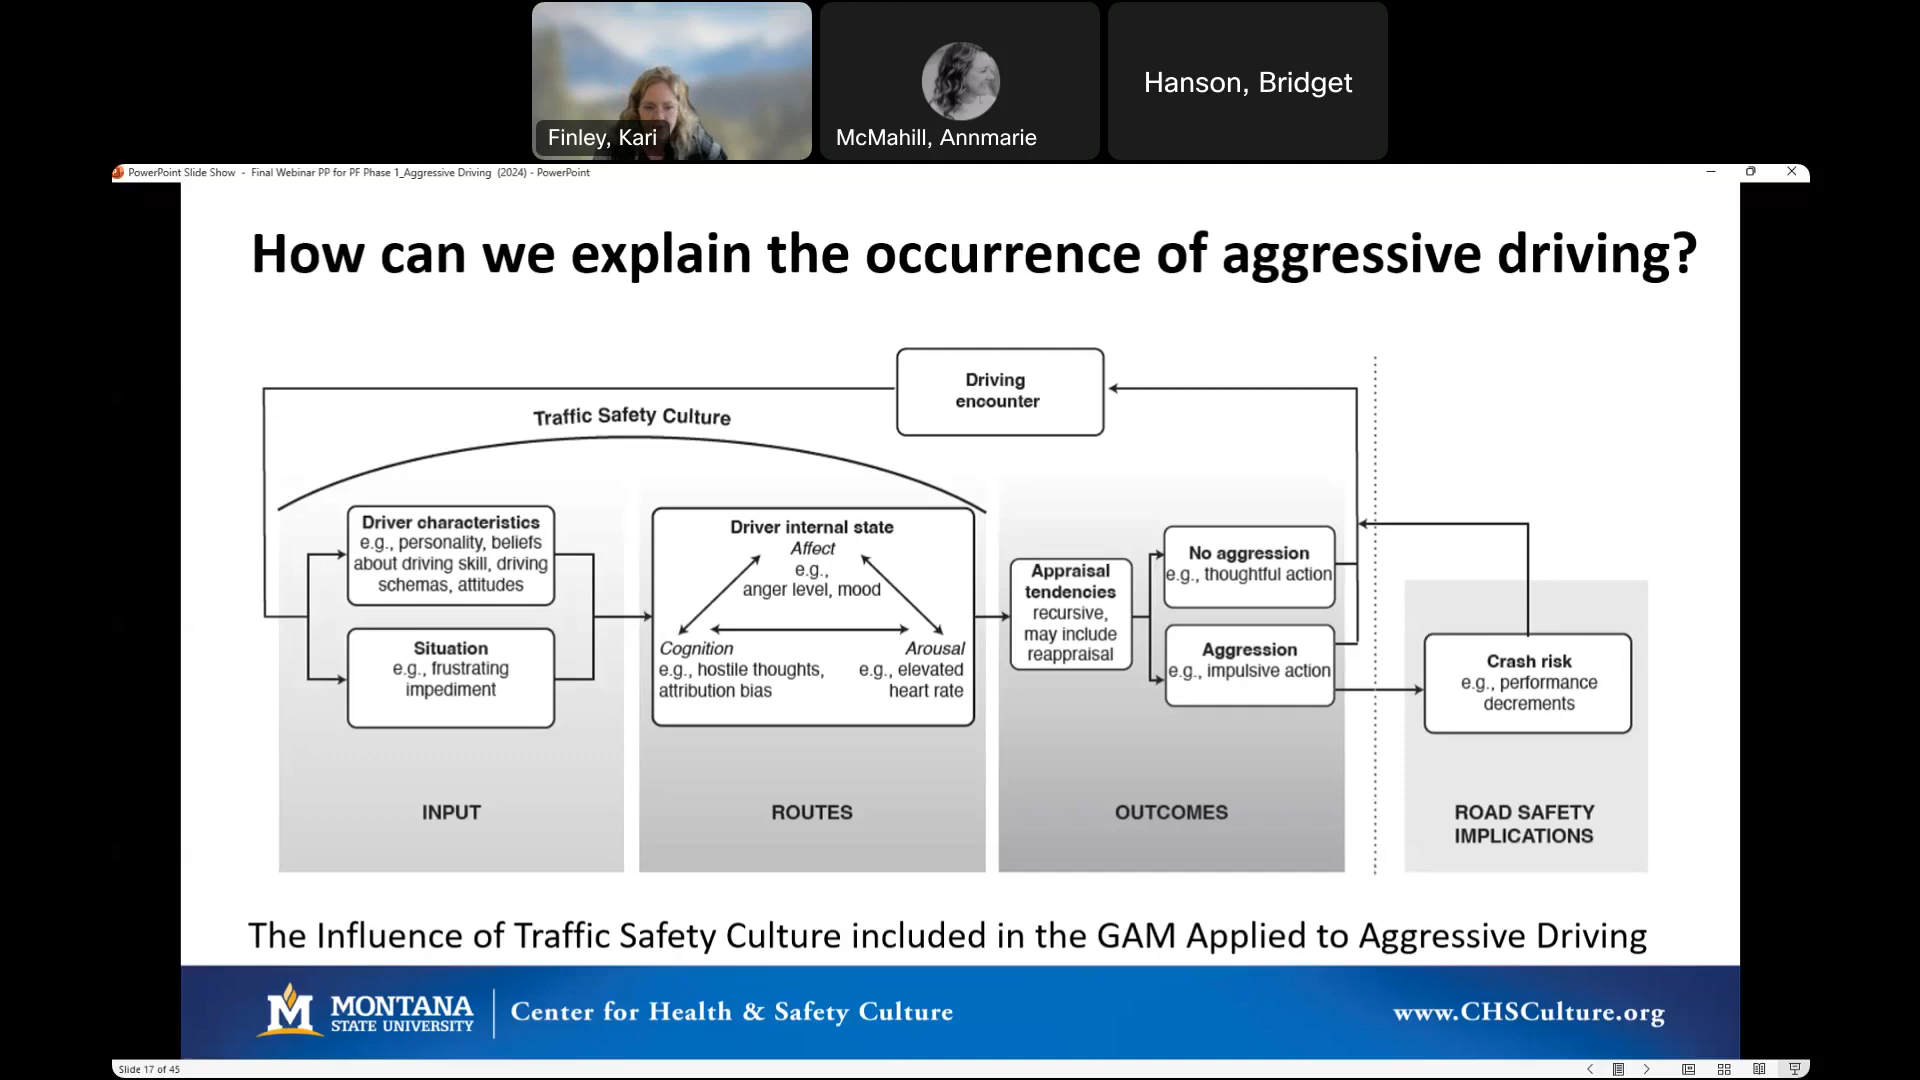 Finley, Kari
McMahill, Annmarie
Hanson, Bridget
PowerPoint Slide Show - Final Webinar PP for PF Phase 1_Aggressive Driving (2024) - PowerPoint
How can we explain the occurrence of aggressive driving?
Driving
encounter
Traffic Safety Culture
Driver characteristics
e.g., personality, beliefs
about driving skill, driving
schemas, attitudes
Situation
e.g., frustrating
impediment
INPUT
Driver internal state
Affect
e.g.,
anger level, mood
Cognition
e.g., hostile thoughts,
attribution bias
Arousal
e.g., elevated
heart rate
ROUTES
Appraisal
tendencies
recursive,
may include
reappraisal
No aggression
e.g., thoughtful action
Aggression
e.g., impulsive action
OUTCOMES
Crash risk
e.g., performance
decrements
ROAD SAFETY
IMPLICATIONS
The Influence of Traffic Safety Culture included in the GAM Applied to Aggressive Driving
M
MONTANA
STATE UNIVERSITY
Center for Health & Safety Culture
www.CHSCulture.org
Slide 17 of 45